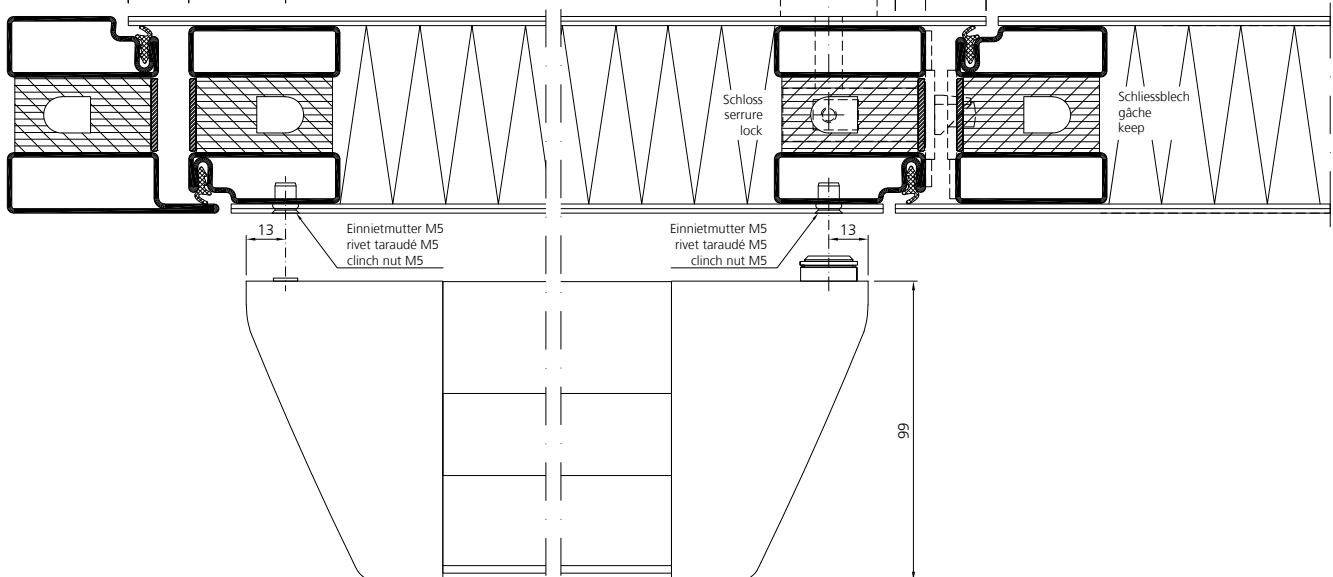 Schloss
serrure
lock
Schliessblech
gâche
keep
13
Einnietmutter M5
rivet taraudé M5
clinch nut M5
Einnietmutter M5
rivet taraudé M5
clinch nut M5
13
99